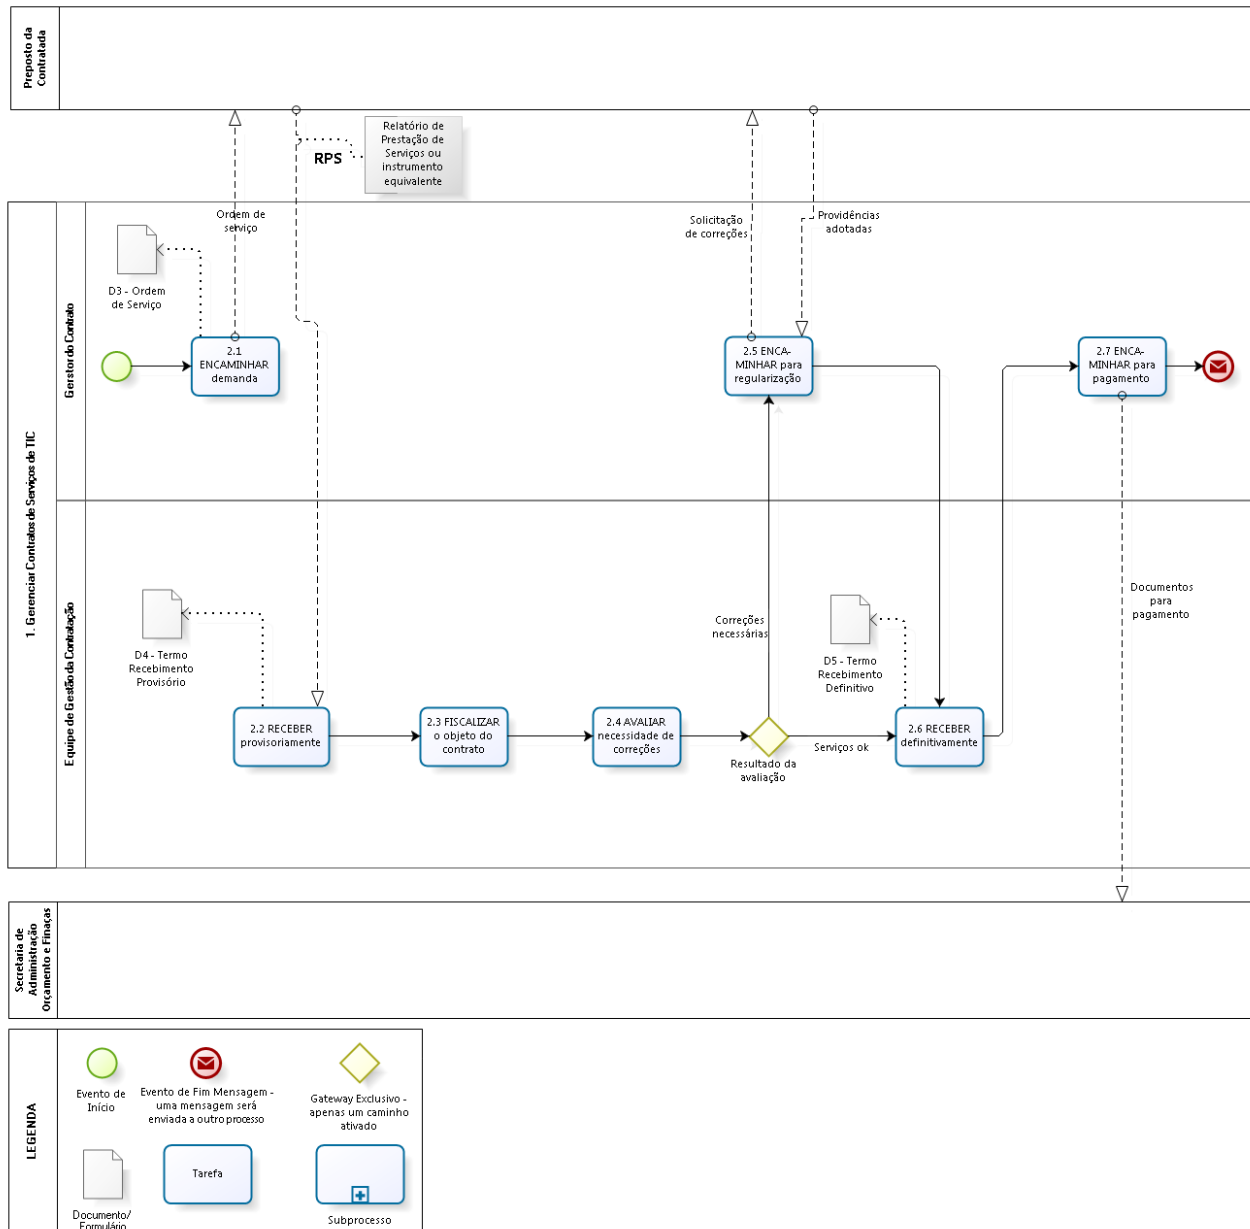 Preposto da
Contratada
Relatório de
Prestação de
Serviços ou
instrumento
equivalente
RPS
1. Gerenciar Contratos de Serviços de TIC
Geretor do Contrato
Ordem de
serviço
D3 - Ordem
de Serviço
2.1
ENCAMINHAR
demanda
Solicitação
de correções
Providências
adotadas
2.5 ENCA-
MINHAR para
regularização
2.7 ENCA-
MINHAR para
pagamento
Equipe de Gestão da Contratação
D4 - Termo
Recebimento
Provisório
2.2 RECEBER
provisoriamente
2.3 FISCALIZAR
o objeto do
contrato
2.4 AVALIAR
necessidade de
correções
Correções
necessárias
Resultado da
avaliação
Serviços ok
D5 - Termo
Recebimento
Definitivo
2.6 RECEBER
definitivamente
Documentos
para
pagamento
Secretaria de
Administração
Orçamento e Finaças
LEGENDA
Evento de
Início
Evento de Fim Mensagem -
uma mensagem será
enviada a outro processo
Gateway Exclusivo -
apenas um caminho
ativado
Documento/
Formulário
Tarefa
Subprocesso